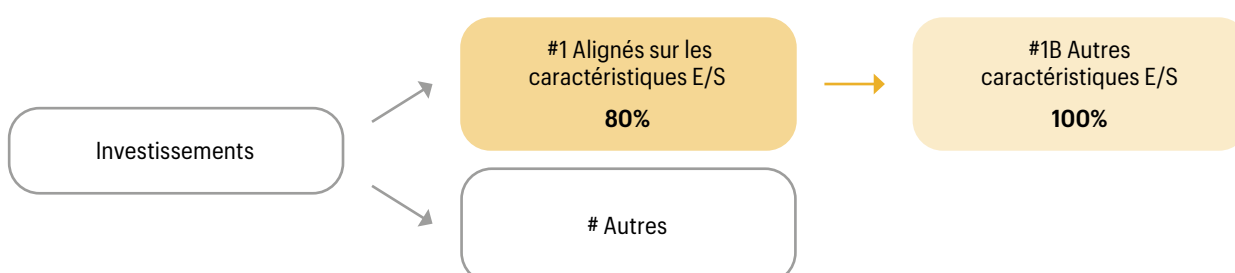 Investissements
#1 Alignés sur les
caractéristiques E/S
80%
#1B Autres
caractéristiques E/S
100%
# Autres